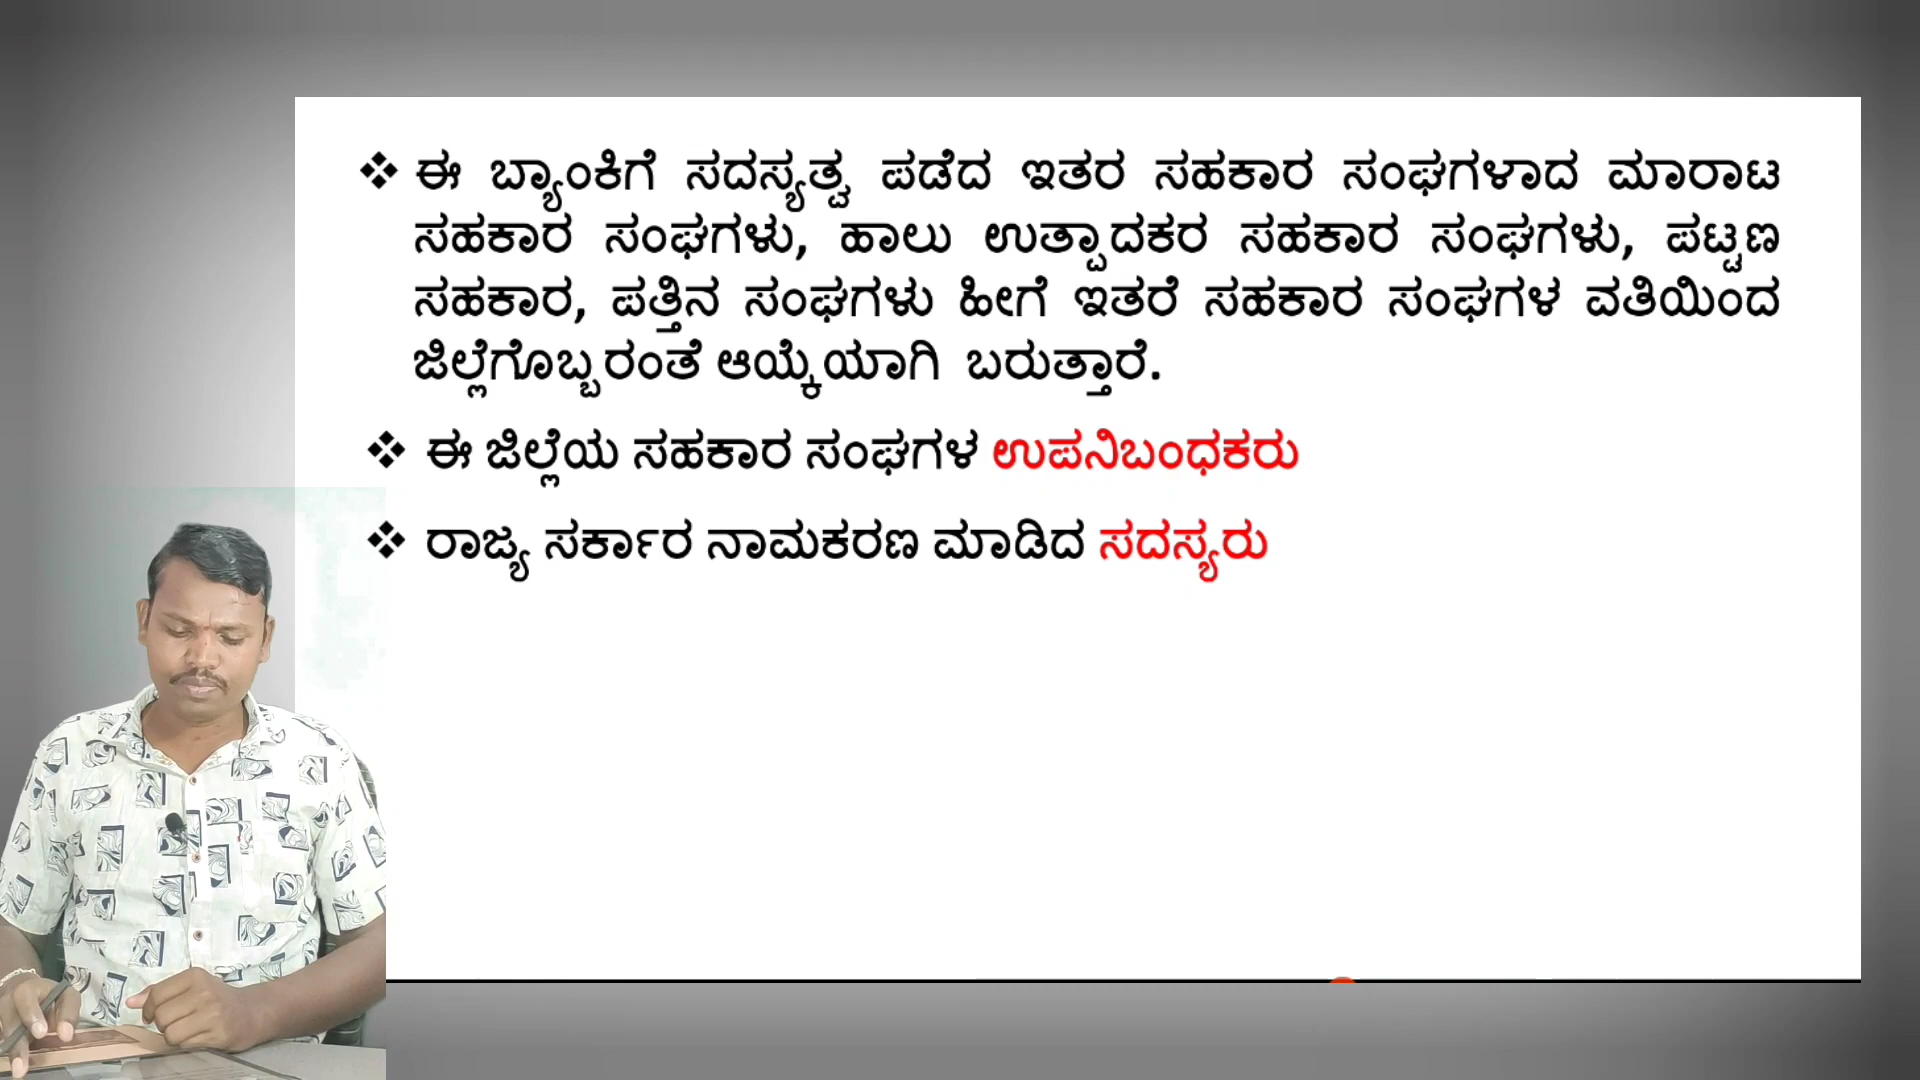 ❖ ಈ ಬ್ಯಾಂಕಿಗೆ ಸದಸ್ಯತ್ವ ಪಡೆದ ಇತರ ಸಹಕಾರ ಸಂಘಗಳಾದ ಮಾರಾಟ
ಸಹಕಾರ ಸಂಘಗಳು, ಹಾಲು ಉತ್ಪಾದಕರ ಸಹಕಾರ ಸಂಘಗಳು, ಪಟ್ಟಣ
ಸಹಕಾರ, ಪತ್ತಿನ ಸಂಘಗಳು ಹೀಗೆ ಇತರೆ ಸಹಕಾರ ಸಂಘಗಳ ವತಿಯಿಂದ
ಜಿಲ್ಲೆಗೊಬ್ಬರಂತೆ ಆಯ್ಕೆಯಾಗಿ ಬರುತ್ತಾರೆ.
❖ ಈ ಜಿಲ್ಲೆಯ ಸಹಕಾರ ಸಂಘಗಳ ಉಪನಿಬಂಧಕರು
❖ ರಾಜ್ಯ ಸರ್ಕಾರ ನಾಮಕರಣ ಮಾಡಿದ ಸದಸ್ಯರು